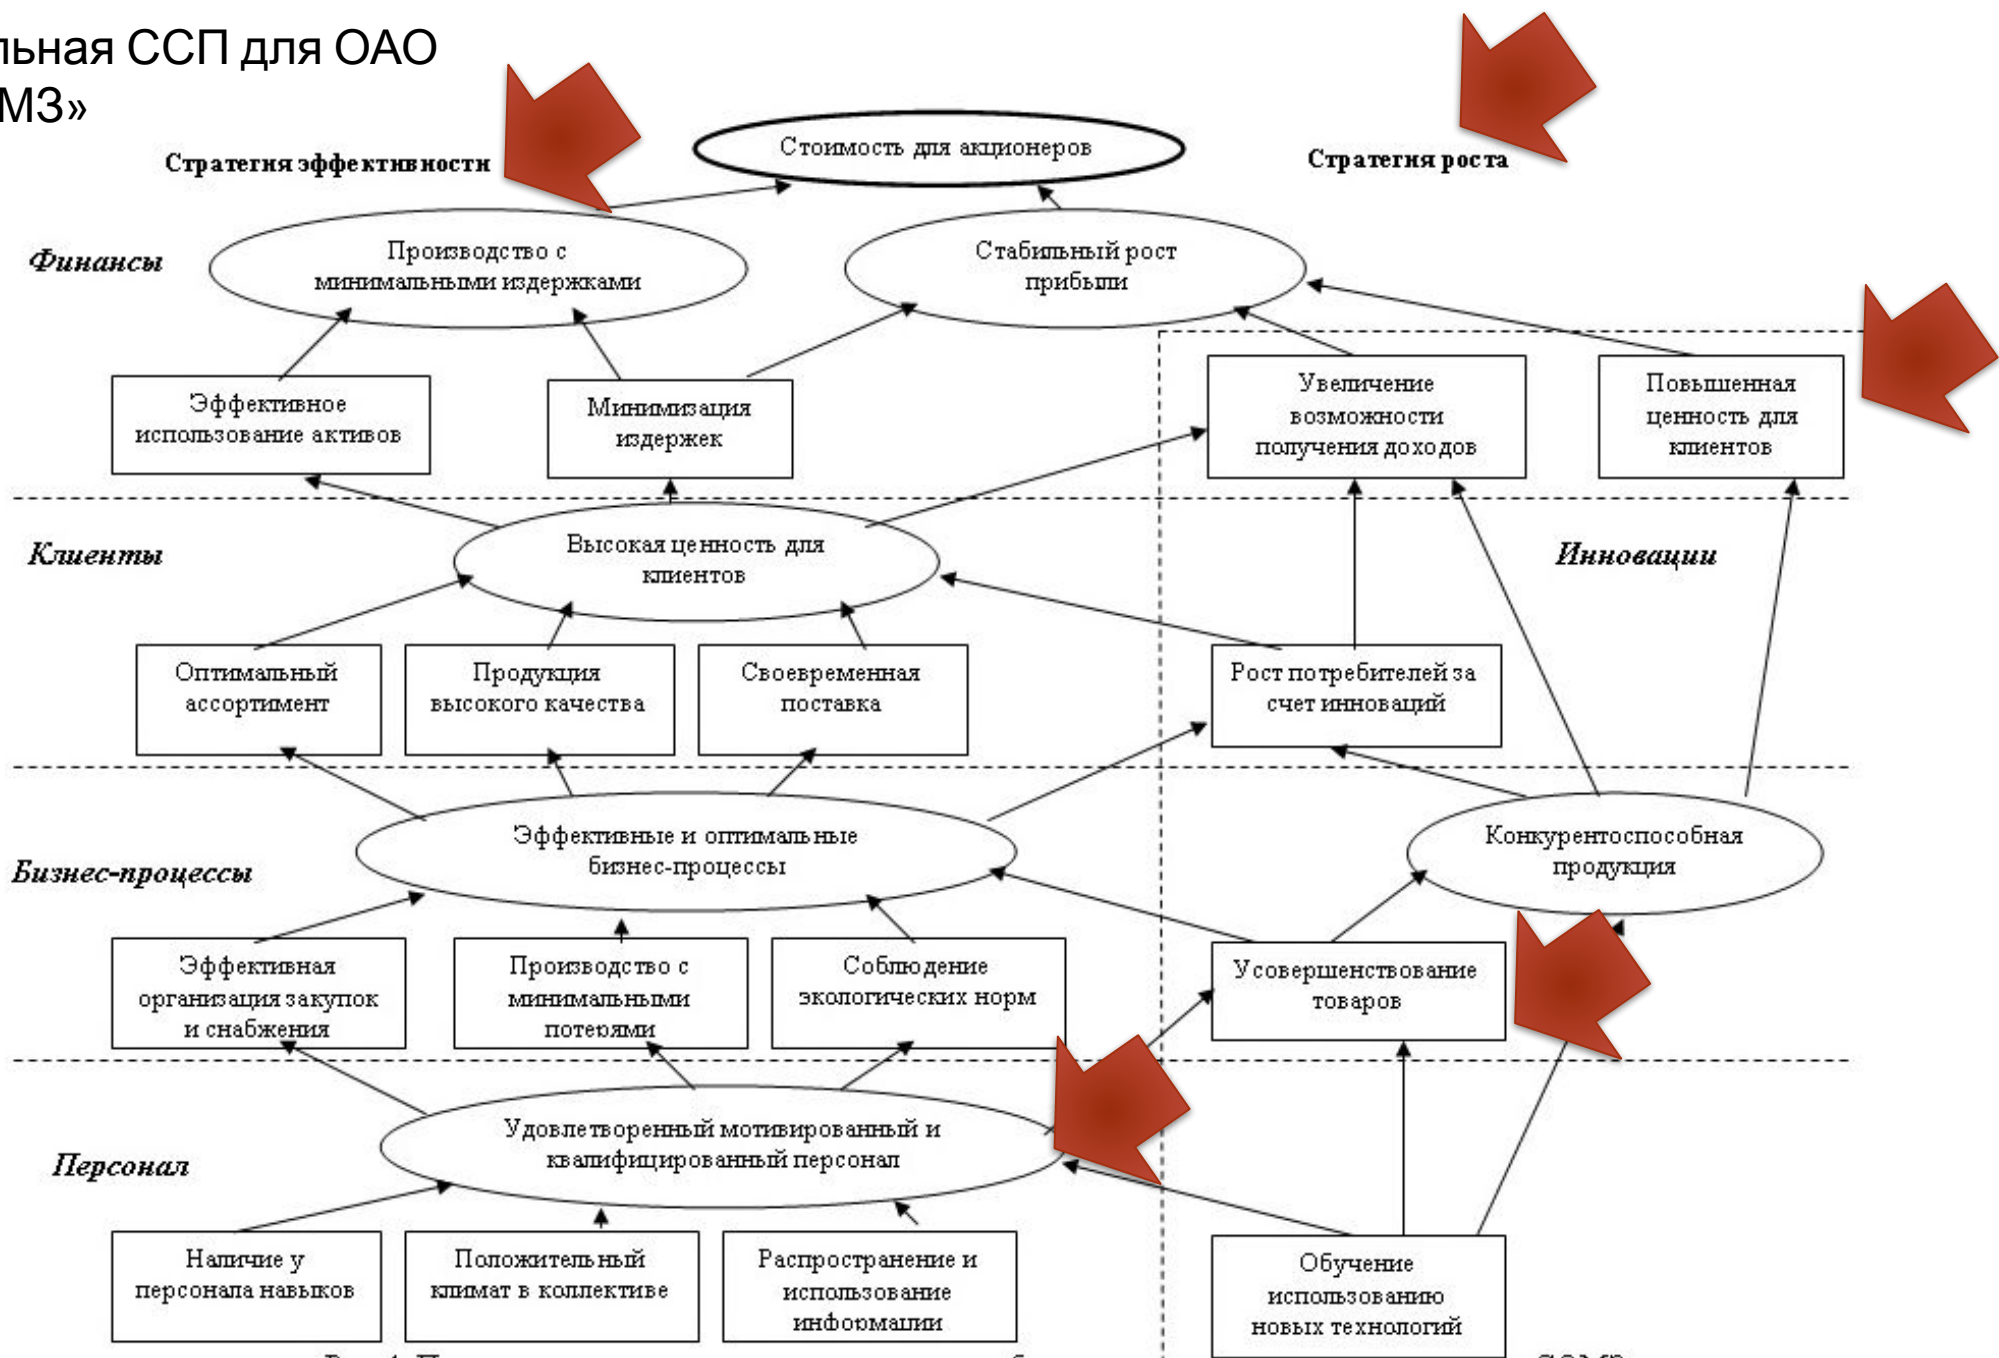 ССП для ОАО
Стоимость для акционеров
Стратегия эффективности
Стратегия роста
Финансы
Производство с
минимальными издержками
Стабильный рост
прибыли
Эффективное
использование активов
Минимизация
издержек
Увеличение
возможности
получения доходов
Повышенная
ценность для
клиентов
Клиенты
Высокая ценность для
клиентов
Инновации
Оптимальный
ассортимент
Продукция
высокого качества
Своевременная
поставка
Рост потребителей за
счет инноваций
Бизнес-процессы
Эффективные и оптимальные
бизнес-процессы
Конкурентоспособная
продукция
Эффективная
организация закупок
и снабжения
Производство с
минимальными
потерями
Соблюдение
экологических норм
Усовершенствование
товаров
Персонал
Удовлетворенный мотивированный и
квалифицированный персонал
Наличие у
персонала навыков
Положительный
климат в коллективе
Распространение и
использование
информации
Обучение
использованию
новых технологий